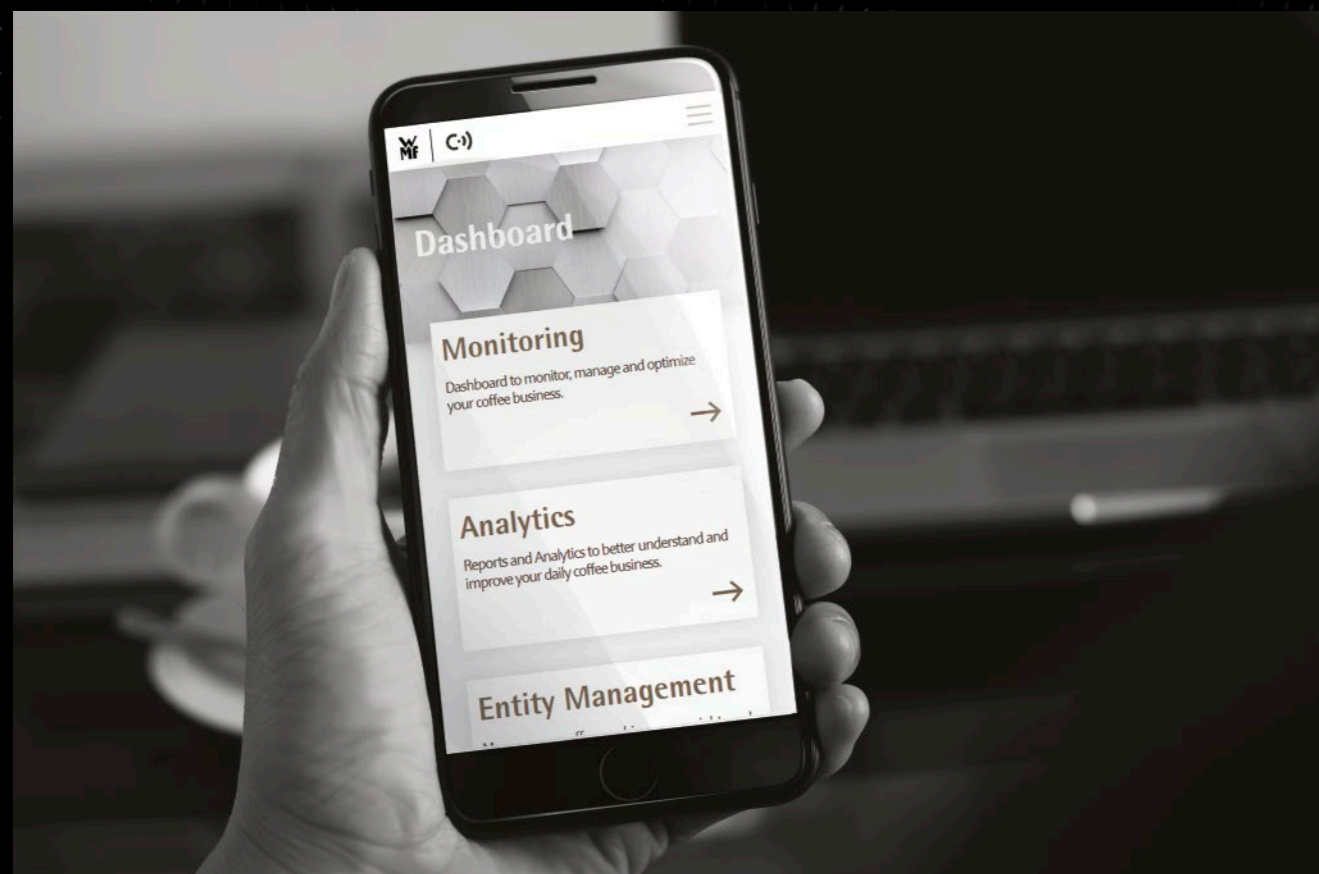 WMF
Dashboard
Monitoring
Dashboard to monitor, manage and optimize
your coffee business.
Analytics
Reports and Analytics to better understand and
improve your daily coffee business.
Entity Management